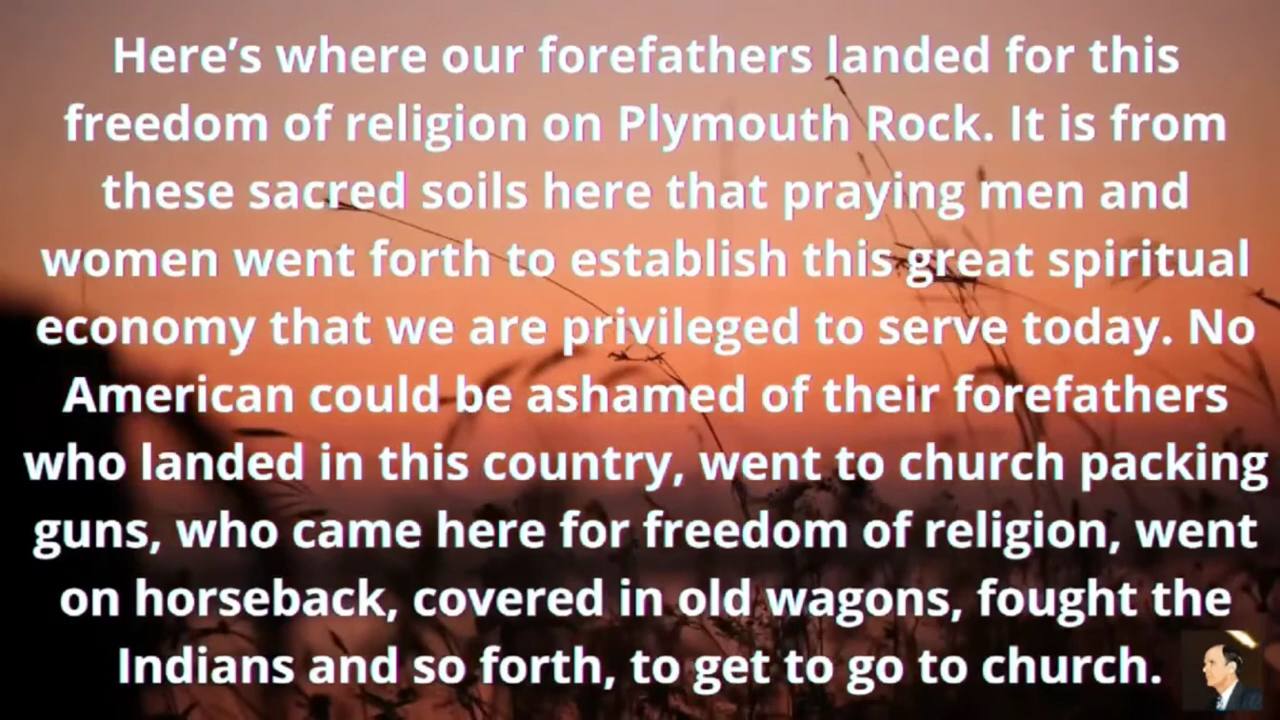 Here’s where our forefathers landed for this
freedom of religion on Plymouth Rock. It is from
these sacred soils here that praying men and
women went forth to establish this great spiritual
economy that we are privileged to serve today. No
American could be ashamed of their forefathers
who landed in this country, went to church packing
guns, who came here for freedom of religion, went
on horseback, covered in old wagons, fought the
Indians and so forth, to get to go to church.